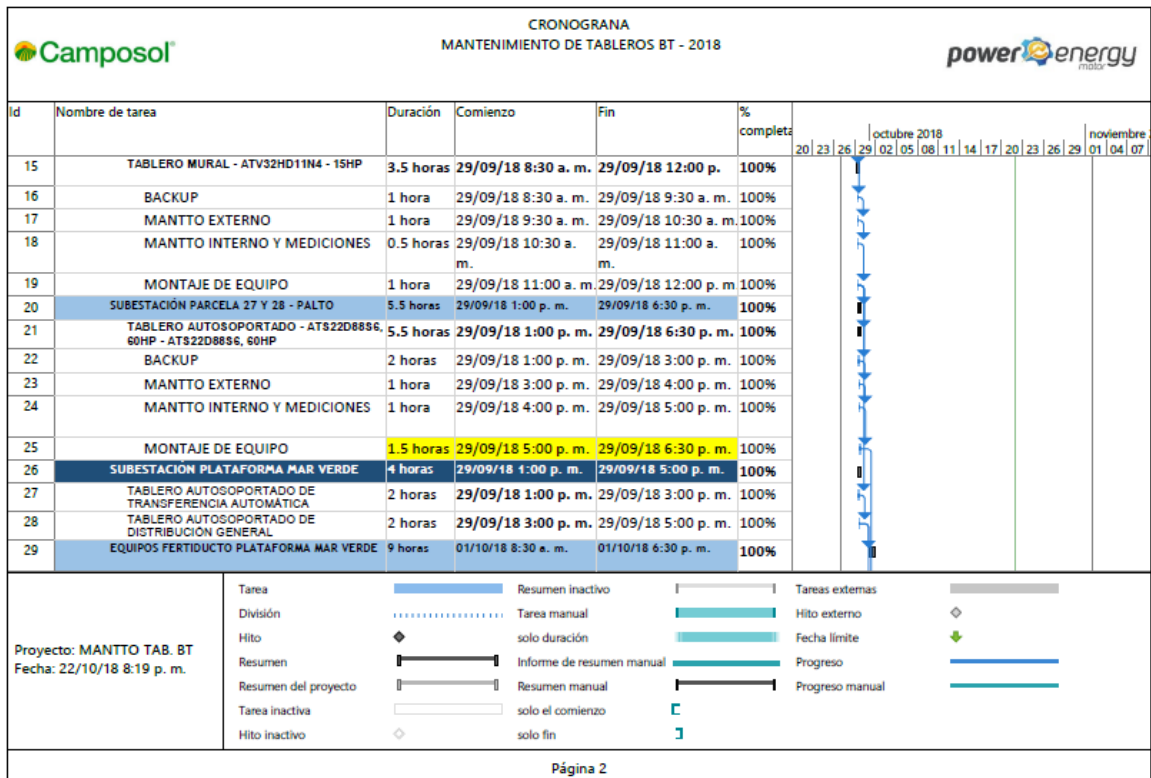 CRONOGRANA
MANTENIMIENTO DE TABLEROS BT - 2018
Camposol
power energy
motor
Id Nombre de tarea Duración Comienzo Fin % completa
octubre 2018 noviembre
20 23 26 29 02 05 08 11 14 17 20 23 26 29 01 04 07
15 TABLERO MURAL - ATV32HD11N4 - 15HP 3.5 horas 29/09/18 8:30 a. m. 29/09/18 12:00 p. 100%
16 BACKUP 1 hora 29/09/18 8:30 a. m. 29/09/18 9:30 a. m. 100%
17 MANTTO EXTERNO 1 hora 29/09/18 9:30 a. m. 29/09/18 10:30 a. m. 100%
18 MANTTO INTERNO Y MEDICIONES 0.5 horas 29/09/18 10:30 a. 29/09/18 11:00 a. 100%
m. m.
19 MONTAJE DE EQUIPO 1 hora 29/09/18 11:00 a. m. 29/09/18 12:00 p. m. 100%
20 SUBESTACIÓN PARCELA 27 Y 28 - PALTO 5.5 horas 29/09/18 1:00 p. m. 29/09/18 6:30 p. m. 100%
21 TABLERO AUTOSOPORTADO - ATS22D88S6, 5.5 horas 29/09/18 1:00 p. m. 29/09/18 6:30 p. m. 100%
60HP - ATS22D88S6, 60HP
22 BACKUP 2 horas 29/09/18 1:00 p. m. 29/09/18 3:00 p. m. 100%
23 MANTTO EXTERNO 1 hora 29/09/18 3:00 p. m. 29/09/18 4:00 p. m. 100%
24 MANTTO INTERNO Y MEDICIONES 1 hora 29/09/18 4:00 p. m. 29/09/18 5:00 p. m. 100%
25 MONTAJE DE EQUIPO 1.5 horas 29/09/18 5:00 p. m. 29/09/18 6:30 p. m. 100%
26 SUBESTACIÓN PLATAFORMA MAR VERDE 4 horas 29/09/18 1:00 p. m. 29/09/18 5:00 p. m. 100%
27 TABLERO AUTOSOPORTADO DE 2 horas 29/09/18 1:00 p. m. 29/09/18 3:00 p. m. 100%
TRANSFERENCIA AUTOMÁTICA
28 TABLERO AUTOSOPORTADO DE 2 horas 29/09/18 3:00 p. m. 29/09/18 5:00 p. m. 100%
DISTRIBUCIÓN GENERAL
29 EQUIPOS FERTIDUCTO PLATAFORMA MAR VERDE 9 horas 01/10/18 8:30 a. m. 01/10/18 6:30 p. m. 100%
Proyecto: MANTTO TAB. BT
Fecha: 22/10/18 8:19 p. m.
Tarea Resumen inactivo Tareas externas
División Tarea manual Hito externo
Hito solo duración Fecha límite
Resumen Informe de resumen manual Progreso
Resumen del proyecto Resumen manual Progreso manual
Tarea inactiva solo el comienzo
Hito inactivo solo fin
Página 2